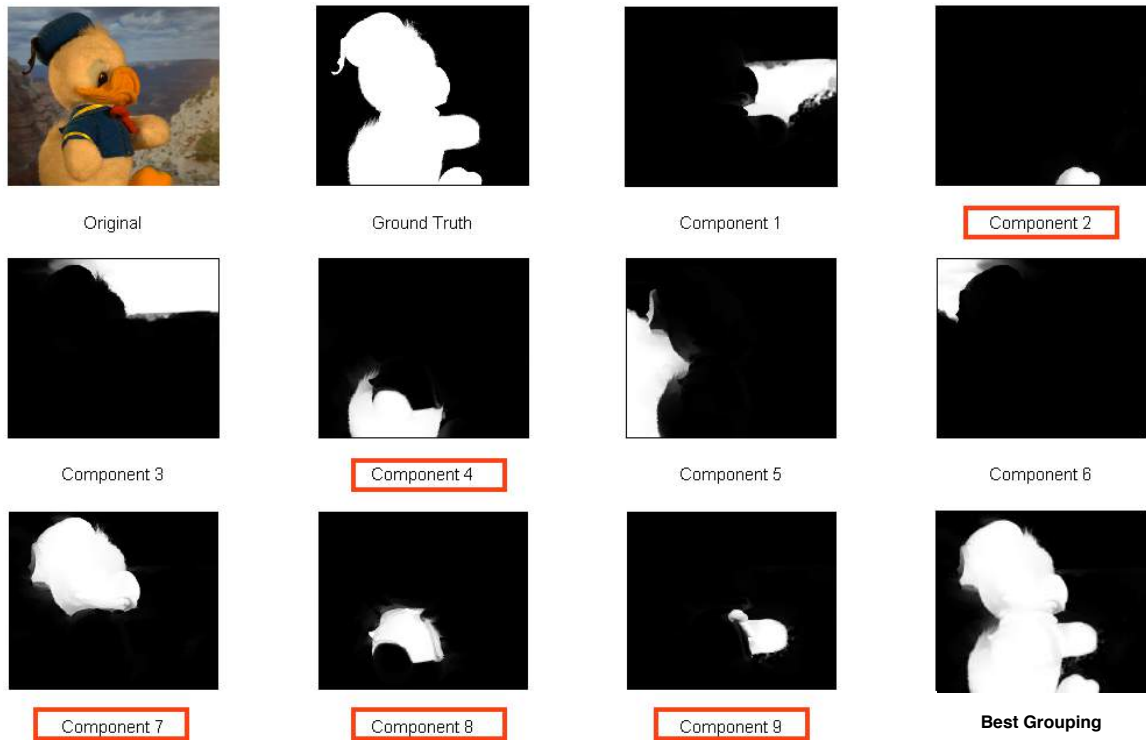 Original
Ground Truth
Component 1
Component 2
Component 3
Component 4
Component 5
Component 6
Component 7
Component 8
Component 9
Best Grouping